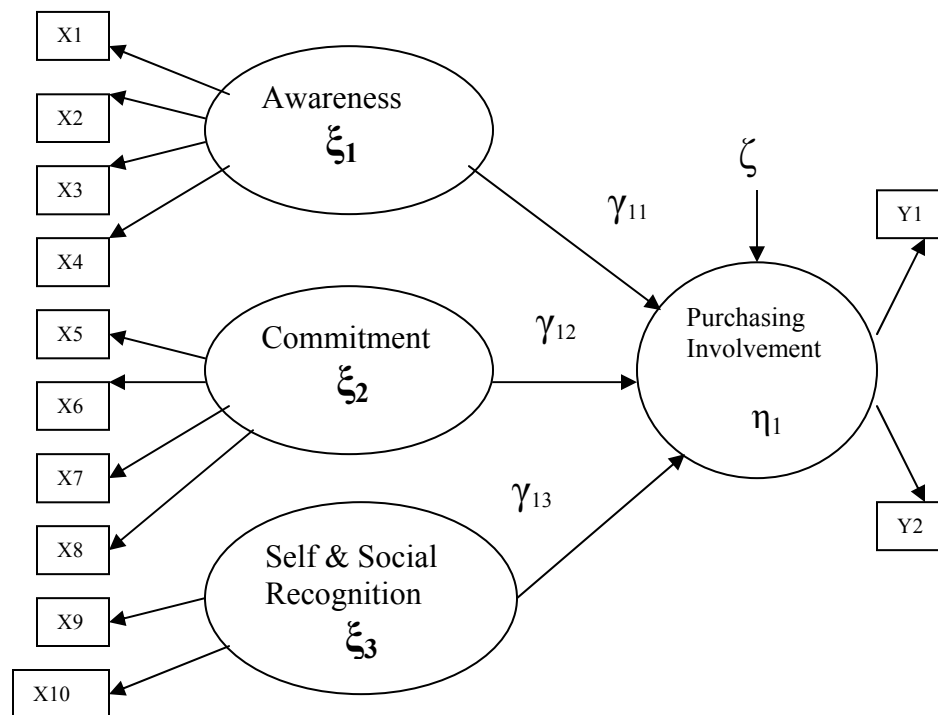 X1
X2
X3
X4
X5
X6
X7
X8
X9
X10
Awareness
ξ1
Commitment
ξ2
Self & Social
Recognition
ξ3
γ11
γ12
γ13
ζ
Purchasing
Involvement
η1
Y1
Y2